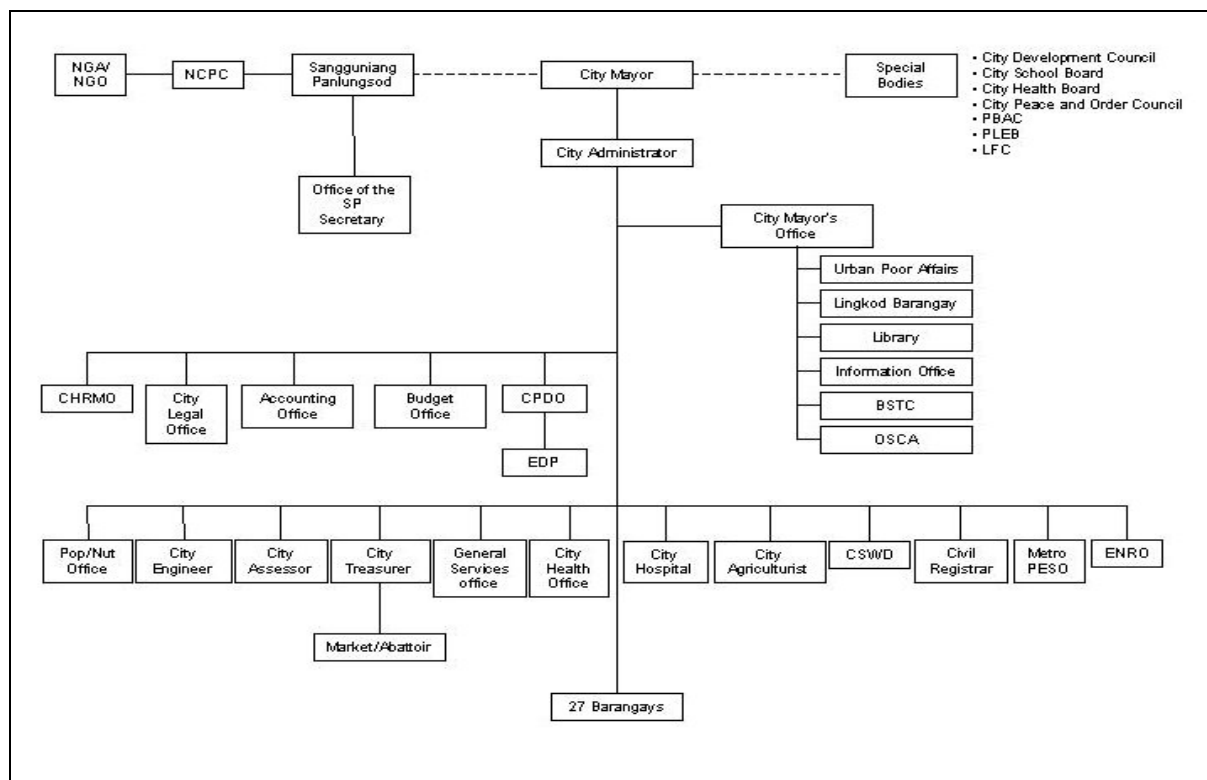 NGA/
NGO
NCPC
Sangguniang
Panlungsod
City Mayor
Special
Bodies
• City Development Council
• City School Board
• City Health Board
• City Peace and Order Council
• PBAC
• PLEB
• LFC
City Administrator
Office of the
SP
Secretary
City Mayor's
Office
Urban Poor Affairs
Lingkod Barangay
Library
Information Office
BSTC
OSCA
CHRMO
City
Legal
Office
Accounting
Office
Budget
Office
CPDO
EDP
Pop/Nut
Office
City
Engineer
City
Assessor
City
Treasurer
General
Services
office
City
Health
Office
City
Hospital
City
Agriculturist
CSWD
Civil
Registrar
Metro
PESO
ENRO
Market/Abattoir
27 Barangays